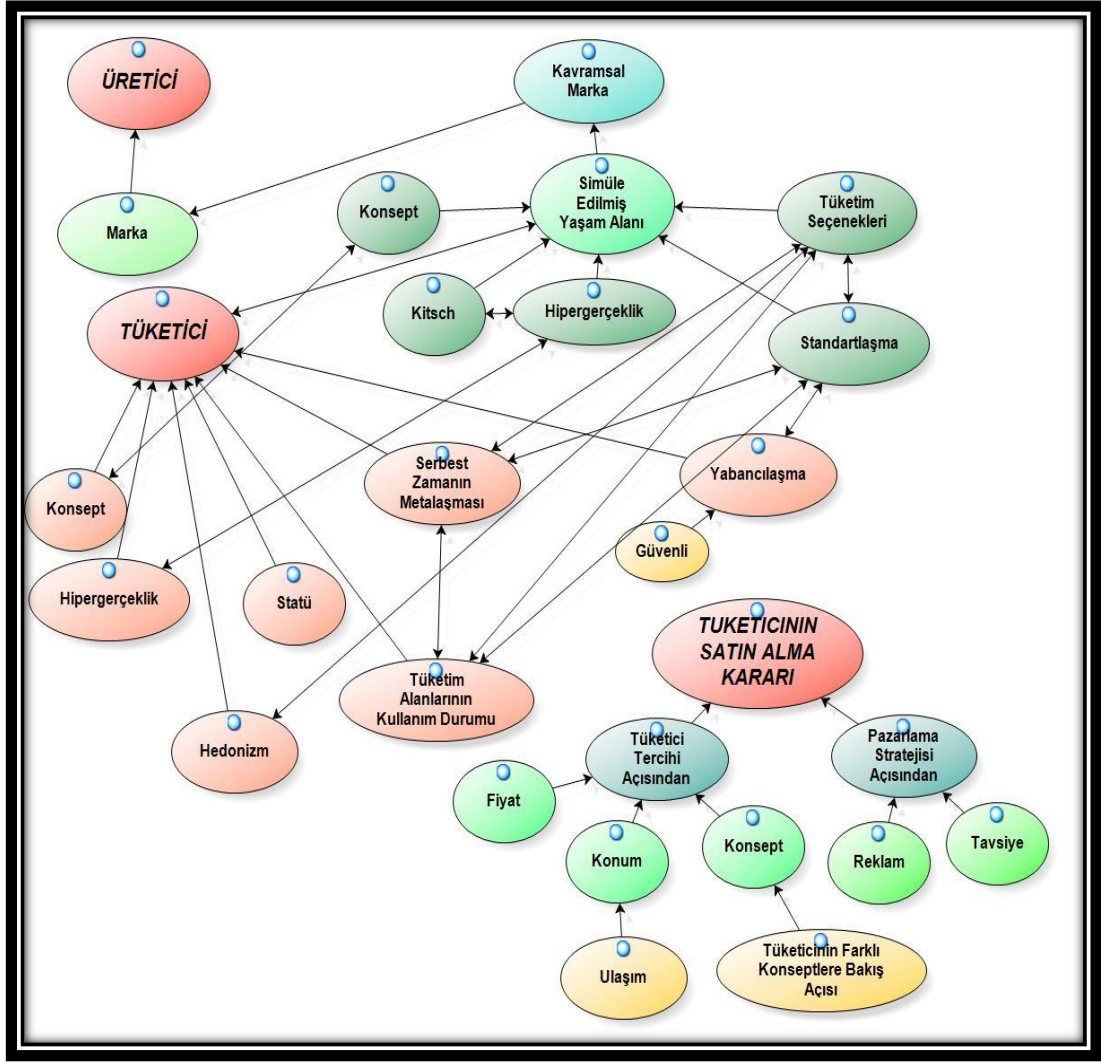 ÜRETİCİ
Kavramsal
Marka
Marka
Konsept
Simüle
Edilmiş
Yaşam Alanı
Tüketim
Seçenekleri
TÜKETİCİ
Kitsch
Hipergerçeklik
Standartlaşma
Konsept
Serbest
Zamanın
Metalaşması
Yabancılaşma
Güvenli
Hipergerçeklik
Statü
TUKETICININ
SATIN ALMA
KARARI
Tüketim
Alanlarının
Kullanım Durumu
Hedonizm
Tüketici
Tercihi
Açısından
Pazarlama
Stratejisi
Açısından
Fiyat
Konum
Konsept
Reklam
Tavsiye
Ulaşım
Tüketicinin Farklı
Konseptlere Bakış
Açısı